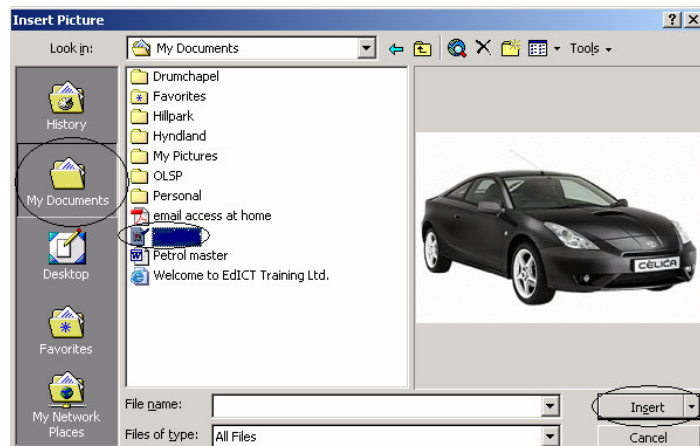 Insert Picture
Look in: My Documents Tools
History
My Documents
Desktop
Favorites
My Network
Places
Drumchapel
Favorites
Hillpark
Hyndland
My Pictures
OLSP
Personal
email access at home
Petrol master
Welcome to EdICT Training Ltd.
CELICA
File name:
Insert
Files of type: All Files
Cancel